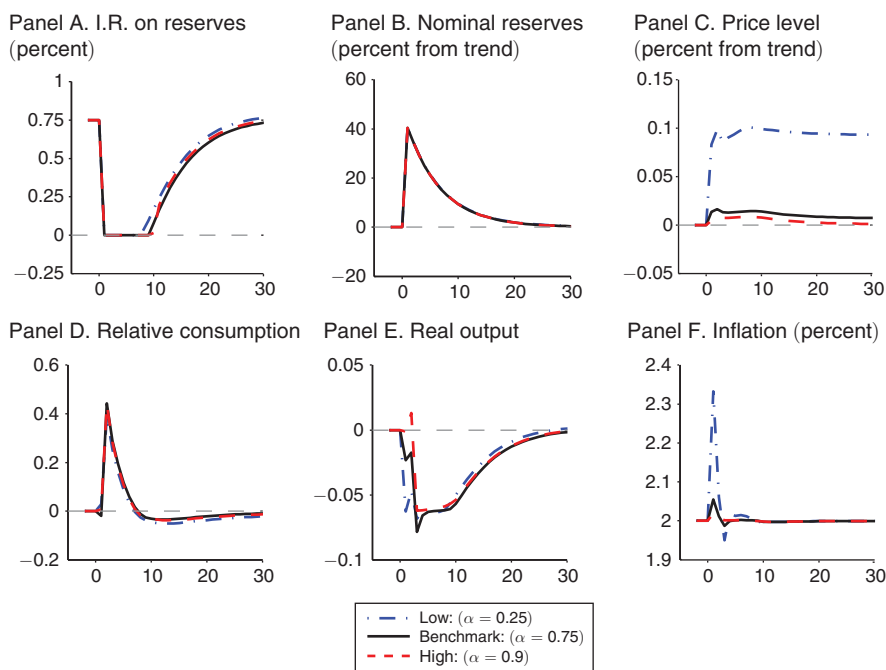 Panel A. I.R. on reserves
(percent)
1
0.75
0.5
0.25
0
−0.25
0 10 20 30
Panel B. Nominal reserves
(percent from trend)
60
40
20
0
−20
0 10 20 30
Panel C. Price level
(percent from trend)
0.15
0.1
0.05
0
−0.05
0 10 20 30
Panel D. Relative consumption
0.6
0.4
0.2
0
−0.2
0 10 20 30
Panel E. Real output
0.05
0
−0.05
−0.1
0 10 20 30
Panel F. Inflation (percent)
2.4
2.3
2.2
2.1
2.0
1.9
0 10 20 30
Low: (α = 0.25)
Benchmark: (α = 0.75)
High: (α = 0.9)